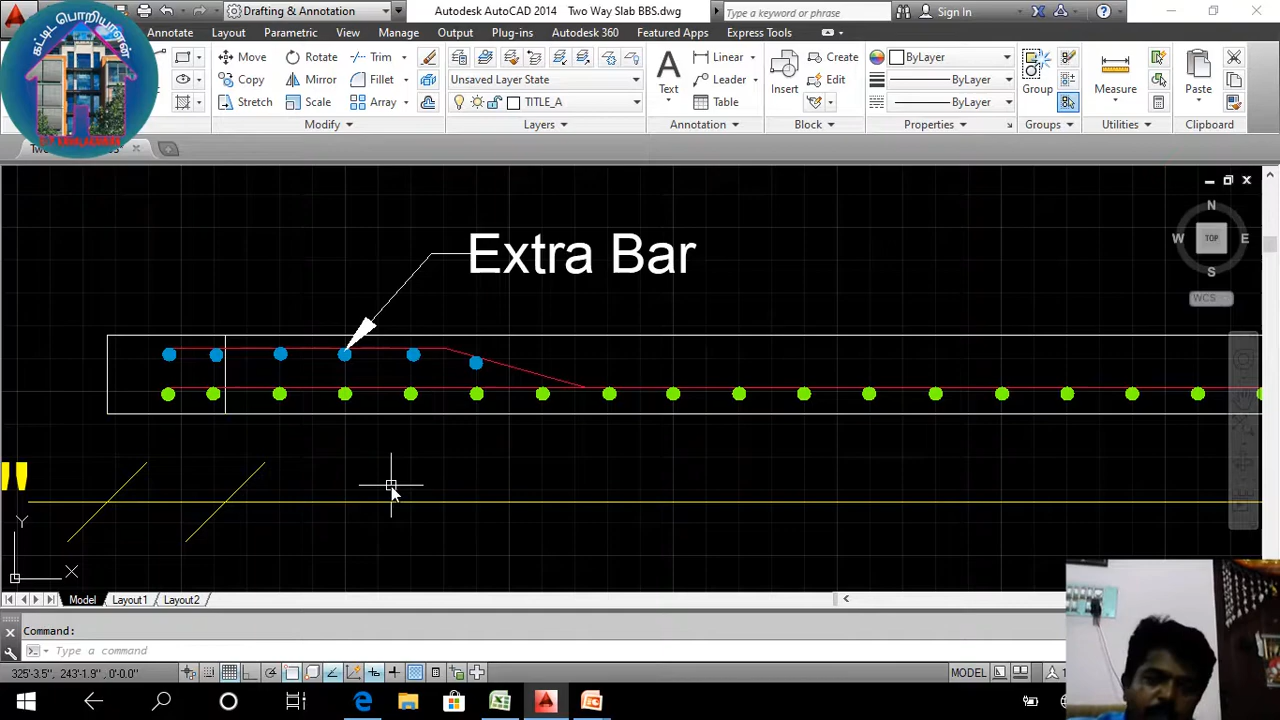 Drafting & Annotation
Autodesk AutoCAD 2014 Two Way Slab BBS.dwg
Type a keyword or phrase
Sign In
Annotate Layout Parametric View Manage Output Plug-ins Autodesk 360 Featured Apps Express Tools
Move Rotate Trim
Copy Mirror Fillet
Stretch Scale Array
Modify
Unsaved Layer State
TITLE_A
Layers
Text
Linear
Leader
Table
Annotation
Insert
Create
Edit
Block
ByLayer
ByLayer
ByLayer
Properties
Group
Groups
Measure
Utilities
Paste
Clipboard
கட்டிட பொறியாளன்
N
W TOP E
S
WCS
Extra Bar
"
Y
X
Model Layout1 Layout2
Command:
Type a command
325'-3.5", 243'-1.9", 0'-0.0"
MODEL